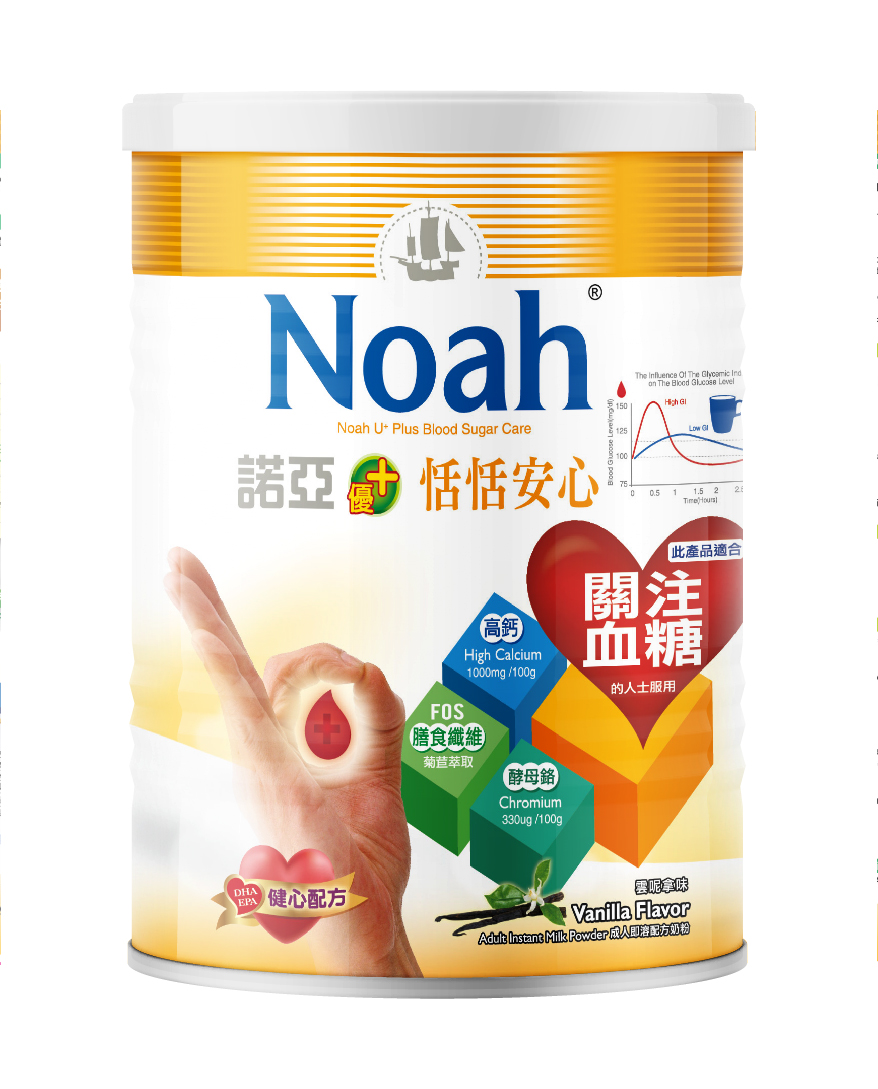 Noah®
Noah U⁺ Plus Blood Sugar Care
諾亞 優+ 恬恬安心
The Influence Of The Glycemic Ind
on The Blood Glucose Level
High GI
Low GI
Blood Glucose Level(mg/dl)
150
125
100
75
0 0.5 1 1.5 2 2.5
Time(Hours)
此產品適合
關注
血糖
的人士服用
高鈣
High Calcium
1000mg /100g
FOS
膳食纖維
菊苣萃取
酵母鉻
Chromium
330ug /100g
DHA
EPA
健心配方
雲呢拿味
Vanilla Flavor
Adult Instant Milk Powder 成人即溶配方奶粉